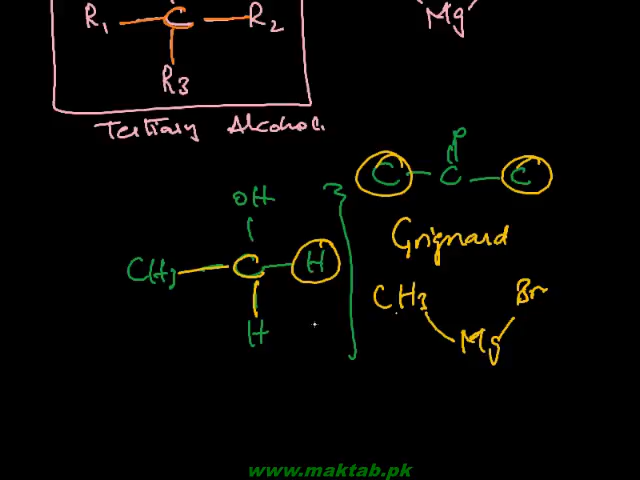 R1 C R2
Mg
R3
Tertiary Alcohol
C C C
OH
Grignard
CH3 C H
CH3 Br
H
Mg
www.maktab.pk